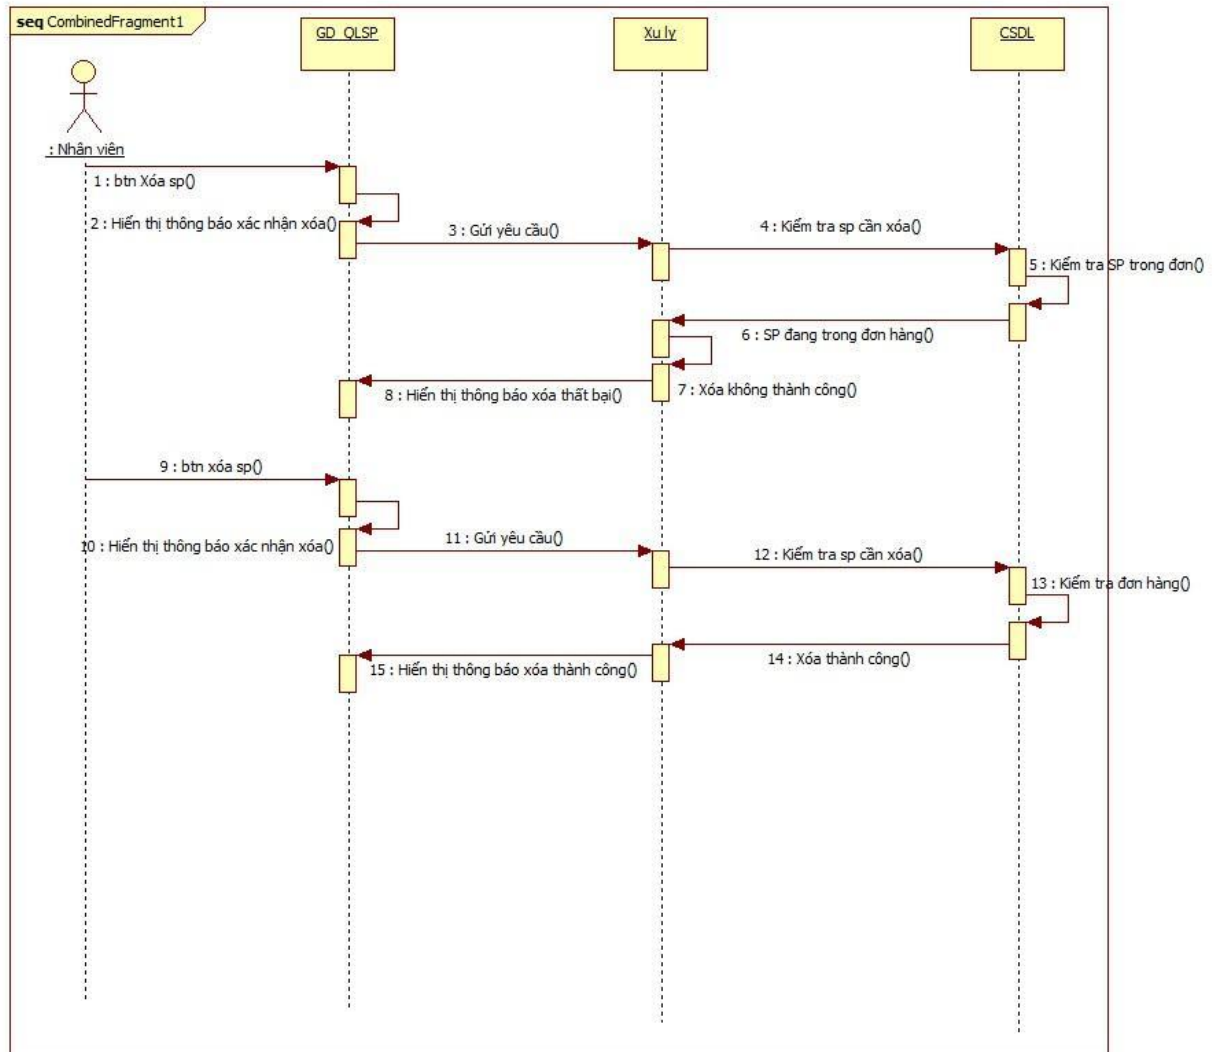 seq CombinedFragment1
GD_QLSP
Xu ly
CSDL
: Nhân viên
1 : btn Xóa sp()
2 : Hiển thị thông báo xác nhận xóa()
3 : Gửi yêu cầu()
4 : Kiểm tra sp cần xóa()
5 : Kiểm tra SP trong đơn()
6 : SP đang trong đơn hàng()
7 : Xóa không thành công()
8 : Hiển thị thông báo xóa thất bại()
9 : btn xóa sp()
10 : Hiển thị thông báo xác nhận xóa()
11 : Gửi yêu cầu()
12 : Kiểm tra sp cần xóa()
13 : Kiểm tra đơn hàng()
14 : Xóa thành công()
15 : Hiển thị thông báo xóa thành công()